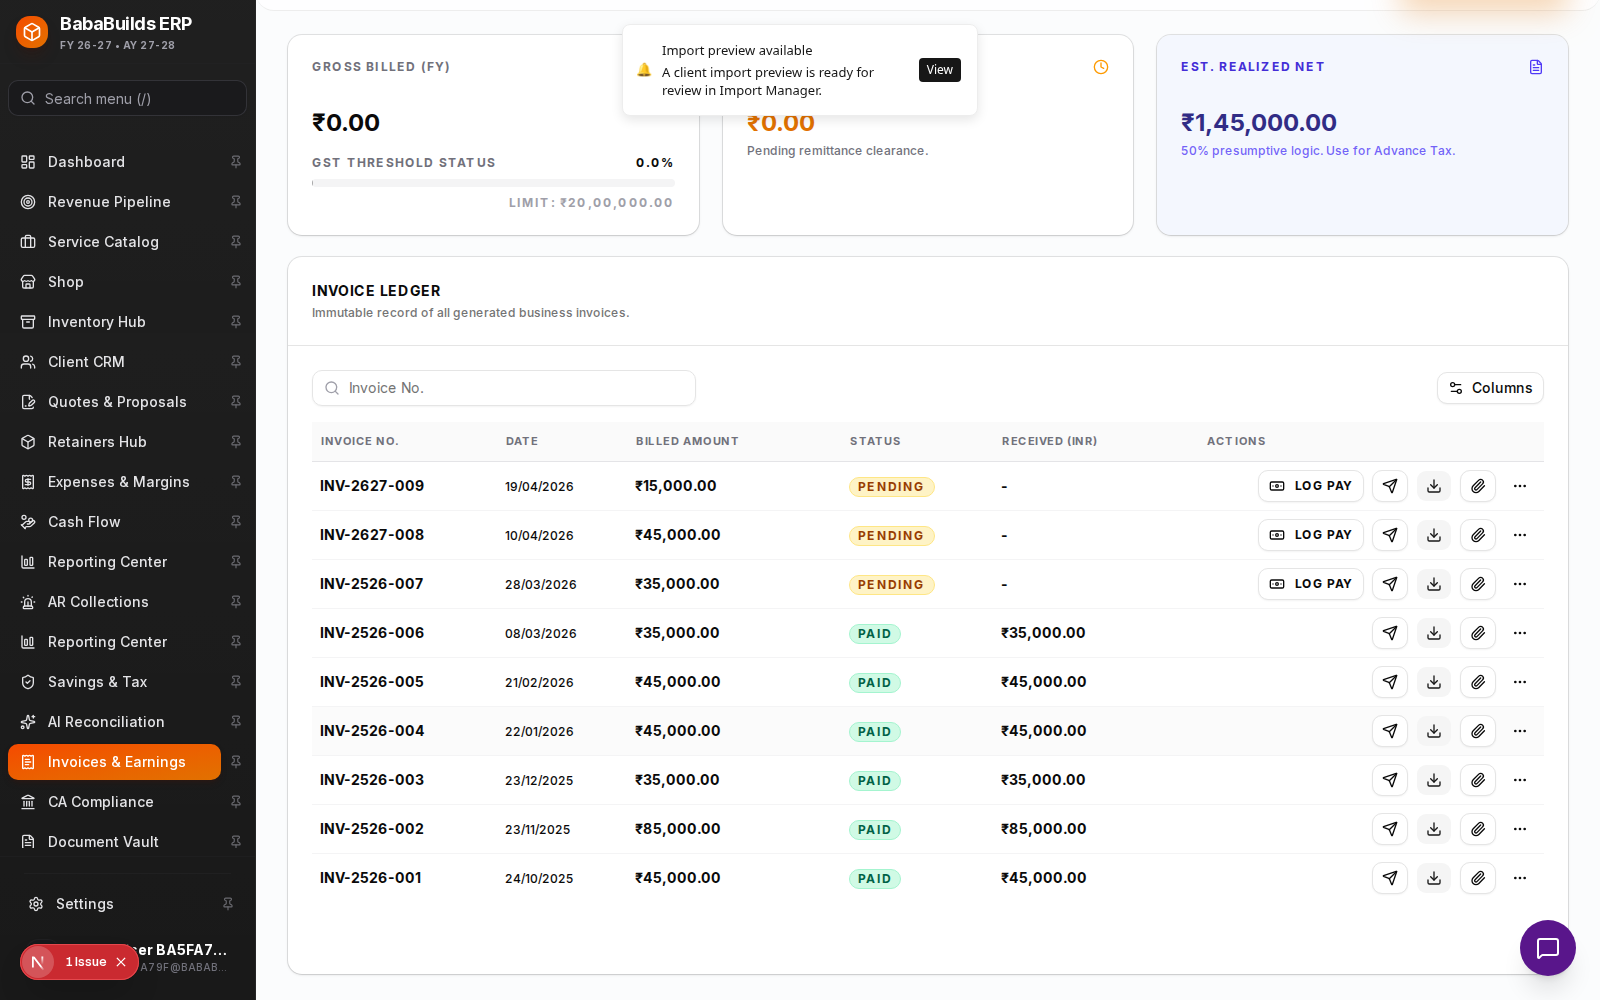 BabaBuilds ERP
FY 26-27 • AY 27-28
Search menu (/)
Dashboard
Revenue Pipeline
Service Catalog
Shop
Inventory Hub
Client CRM
Quotes & Proposals
Retainers Hub
Expenses & Margins
Cash Flow
Reporting Center
AR Collections
Reporting Center
Savings & Tax
AI Reconciliation
Invoices & Earnings
CA Compliance
Document Vault
Settings
ser BA5FA7...
A79F@BABAB...
1 Issue
GROSS BILLED (FY)
₹0.00
GST THRESHOLD STATUS 0.0%
LIMIT: ₹20,00,000.00
Import preview available
A client import preview is ready for
review in Import Manager.
View
₹0.00
Pending remittance clearance.
EST. REALIZED NET
₹1,45,000.00
50% presumptive logic. Use for Advance Tax.
INVOICE LEDGER
Immutable record of all generated business invoices.
Invoice No.
Columns
INVOICE NO. DATE BILLED AMOUNT STATUS RECEIVED (INR) ACTIONS
INV-2627-009 19/04/2026 ₹15,000.00 PENDING - LOG PAY
INV-2627-008 10/04/2026 ₹45,000.00 PENDING - LOG PAY
INV-2526-007 28/03/2026 ₹35,000.00 PENDING - LOG PAY
INV-2526-006 08/03/2026 ₹35,000.00 PAID ₹35,000.00
INV-2526-005 21/02/2026 ₹45,000.00 PAID ₹45,000.00
INV-2526-004 22/01/2026 ₹45,000.00 PAID ₹45,000.00
INV-2526-003 23/12/2025 ₹35,000.00 PAID ₹35,000.00
INV-2526-002 23/11/2025 ₹85,000.00 PAID ₹85,000.00
INV-2526-001 24/10/2025 ₹45,000.00 PAID ₹45,000.00